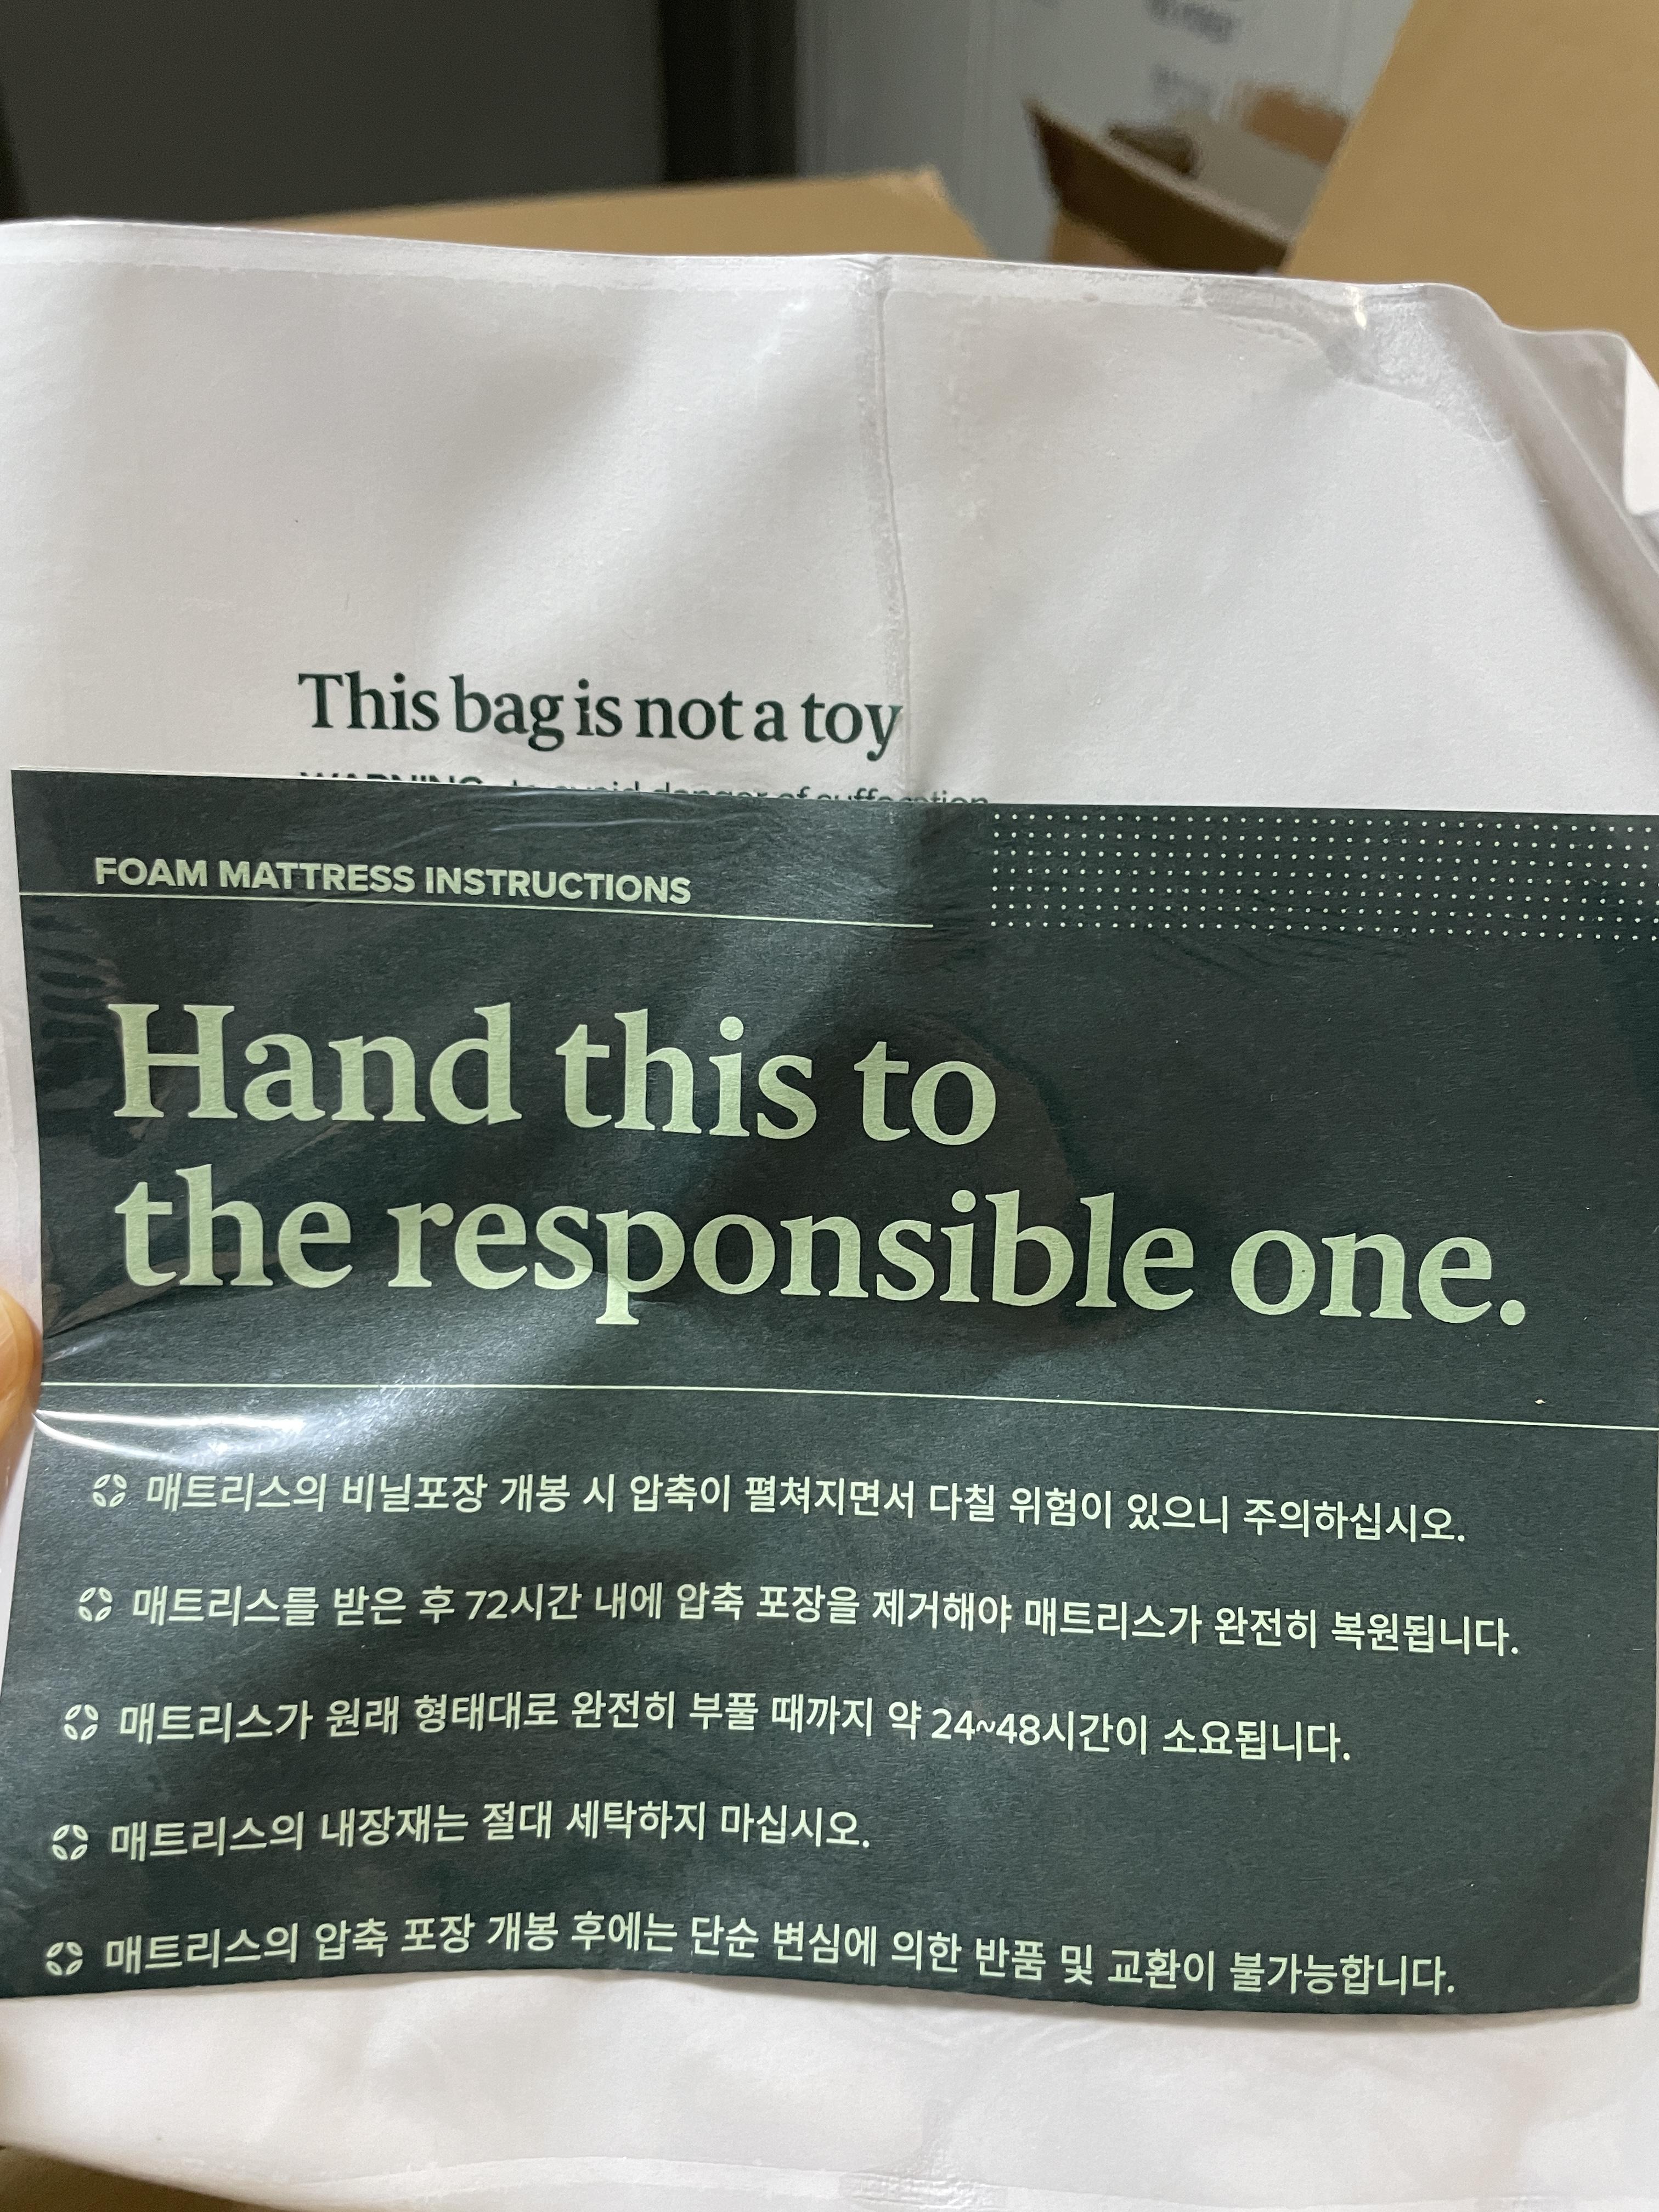 This bag is not a toy
WARNING: to avoid danger of suffocation
FOAM MATTRESS INSTRUCTIONS
Hand this to
the responsible one.
매트리스의 비닐포장 개봉 시 압축이 펼쳐지면서 다칠 위험이 있으니 주의하십시오.
매트리스를 받은 후 72시간 내에 압축 포장을 제거해야 매트리스가 완전히 복원됩니다.
매트리스가 원래 형태대로 완전히 부풀 때까지 약 24~48시간이 소요됩니다.
매트리스의 내장재는 절대 세탁하지 마십시오.
매트리스의 압축 포장 개봉 후에는 단순 변심에 의한 반품 및 교환이 불가능합니다.